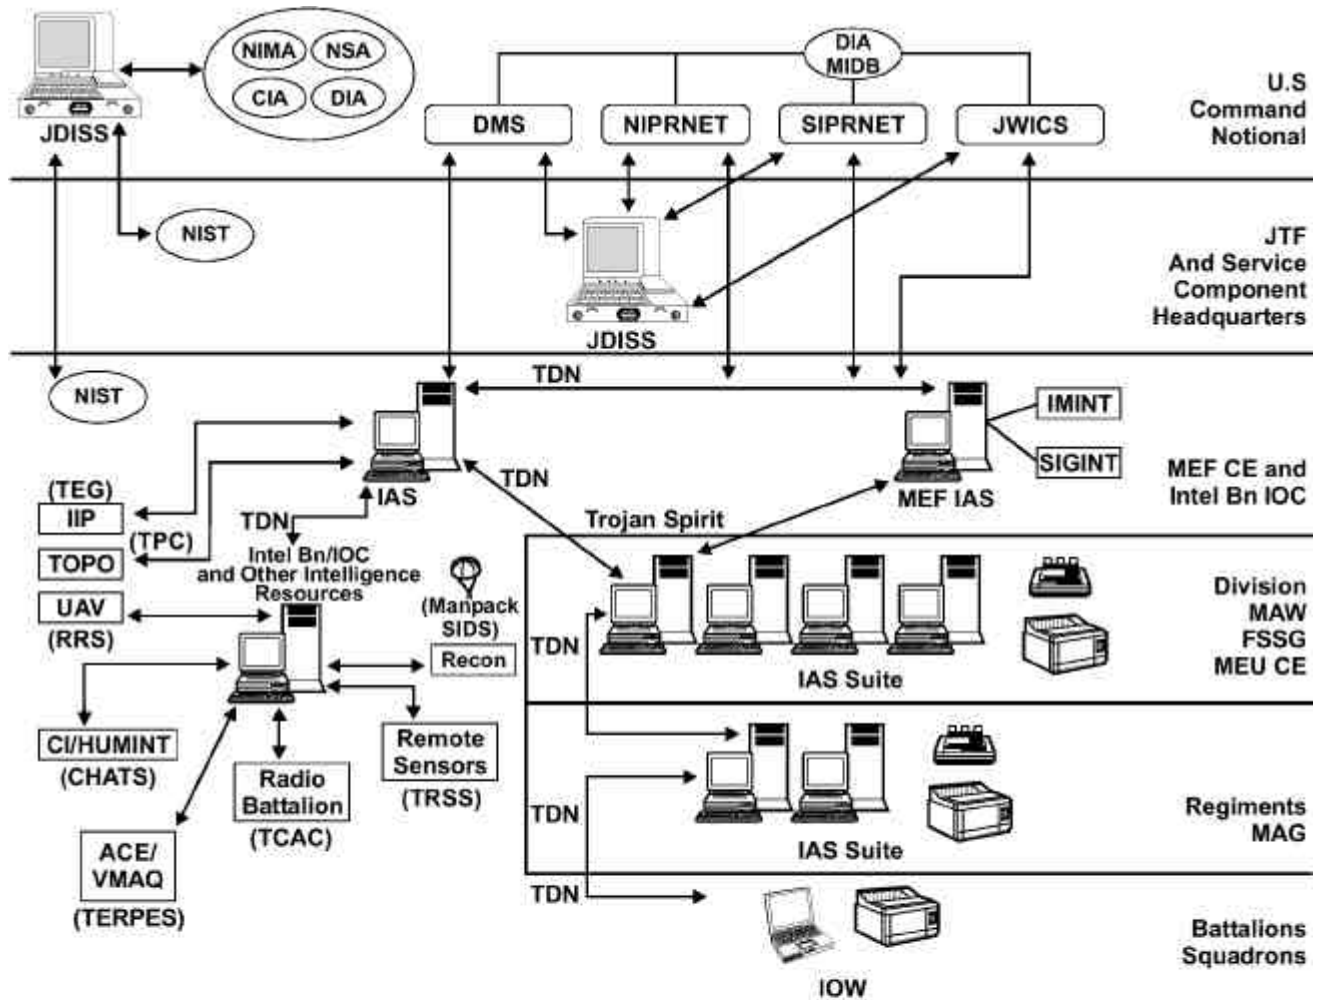 NIMA
NSA
CIA
DIA
JDISS
DIA
MIDB
DMS
NIPRNET
SIPRNET
JWICS
U.S
Command
Notional
NIST
JDISS
JTF
And Service
Component
Headquarters
NIST
TDN
IAS
TDN
MEF IAS
IMINT
SIGINT
MEF CE and
Intel Bn IOC
(TEG)
IIP
(TPC)
TOPO
UAV
(RRS)
TDN
Intel Bn/IOC
and Other Intelligence
Resources
(Manpack
SIDS)
Recon
CI/HUMINT
(CHATS)
Radio
Battalion
(TCAC)
Remote
Sensors
(TRSS)
ACE/
VMAQ
(TERPES)
Trojan Spirit
TDN
IAS Suite
Division
MAW
FSSG
MEU CE
TDN
IAS Suite
Regiments
MAG
TDN
IOW
Battalions
Squadrons